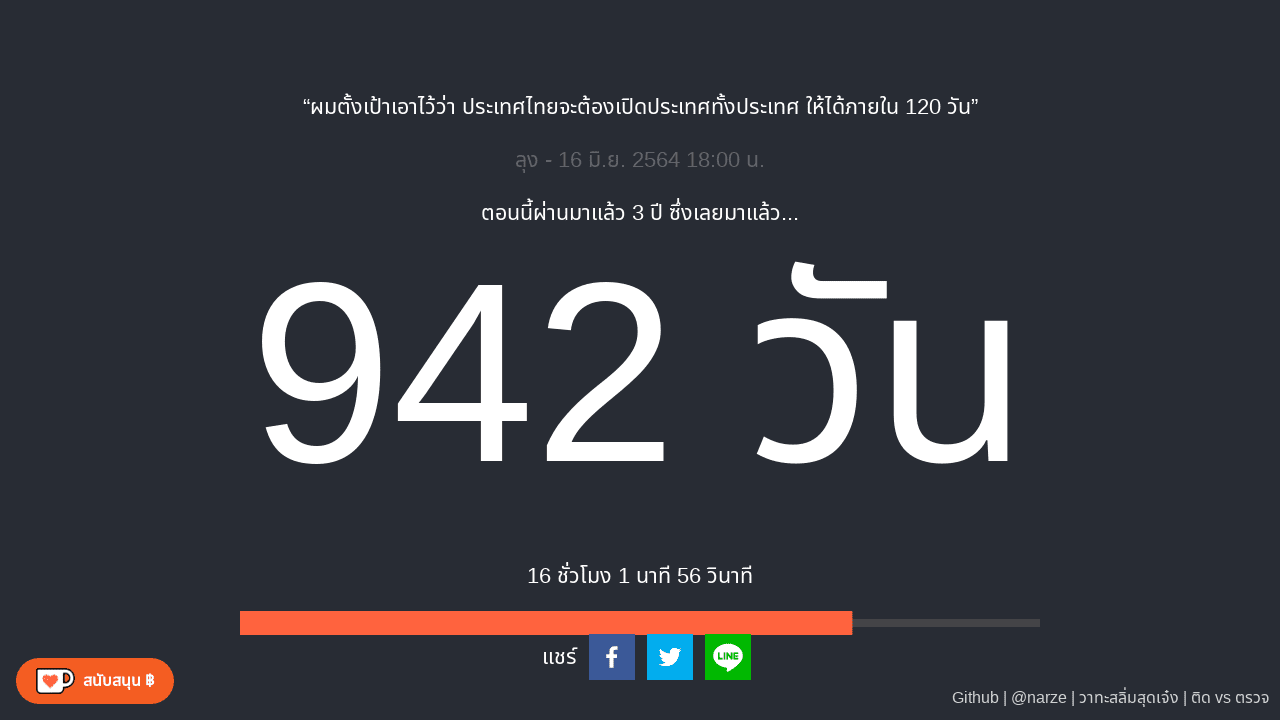 “ผมตั้งเป้าเอาไว้ว่า ประเทศไทยจะต้องเปิดประเทศทั้งประเทศ ให้ได้ภายใน 120 วัน”
ลุง - 16 มิ.ย. 2564 18:00 น.
ตอนนี้ผ่านมาแล้ว 3 ปี ซึ่งเลยมาแล้ว...
942 วัน
16 ชั่วโมง 1 นาที 56 วินาที
แชร์
LINE
สนับสนุน ฿
Github | @narze | วาทะสลิ่มสุดเจ๋ง | ติด vs ตรวจ